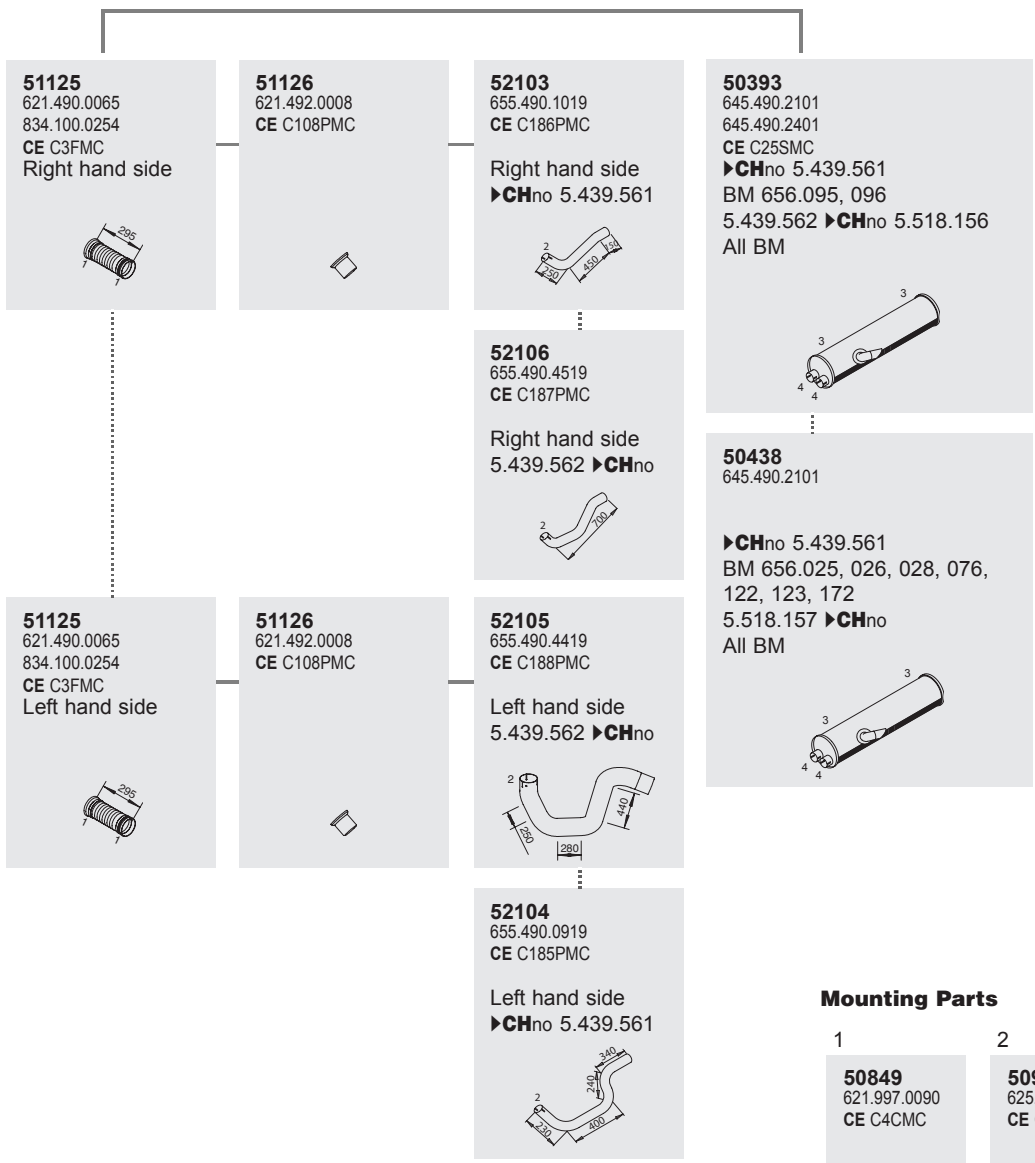 51125
621.490.0065
834.100.0254
CE C3FMC
Right hand side
295
1
1
51126
621.492.0008
CE C108PMC
52103
655.490.1019
CE C186PMC
Right hand side
▶CHno 5.439.561
2
250
450
150
50393
645.490.2101
645.490.2401
CE C25SMC
▶CHno 5.439.561
BM 656.095, 096
5.439.562 ▶CHno 5.518.156
All BM
3
3
4
4
52106
655.490.4519
CE C187PMC
Right hand side
5.439.562 ▶CHno
2
700
50438
645.490.2101
▶CHno 5.439.561
BM 656.025, 026, 028, 076,
122, 123, 172
5.518.157 ▶CHno
All BM
3
3
4
4
51125
621.490.0065
834.100.0254
CE C3FMC
Left hand side
295
1
1
51126
621.492.0008
CE C108PMC
52105
655.490.4419
CE C188PMC
Left hand side
5.439.562 ▶CHno
2
250
280
440
52104
655.490.0919
CE C185PMC
Left hand side
▶CHno 5.439.561
340
240
2
230
400
Mounting Parts
1
50849
621.997.0090
CE C4CMC
2
509
625
CE